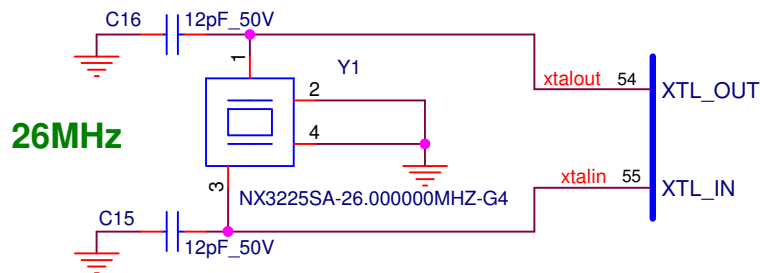 C16 12pF_50V
1
Y1
2
xtalout 54
XTL_OUT
26MHz
4
3
xtalin 55
XTL_IN
NX3225SA-26.000000MHZ-G4
C15
12pF_50V